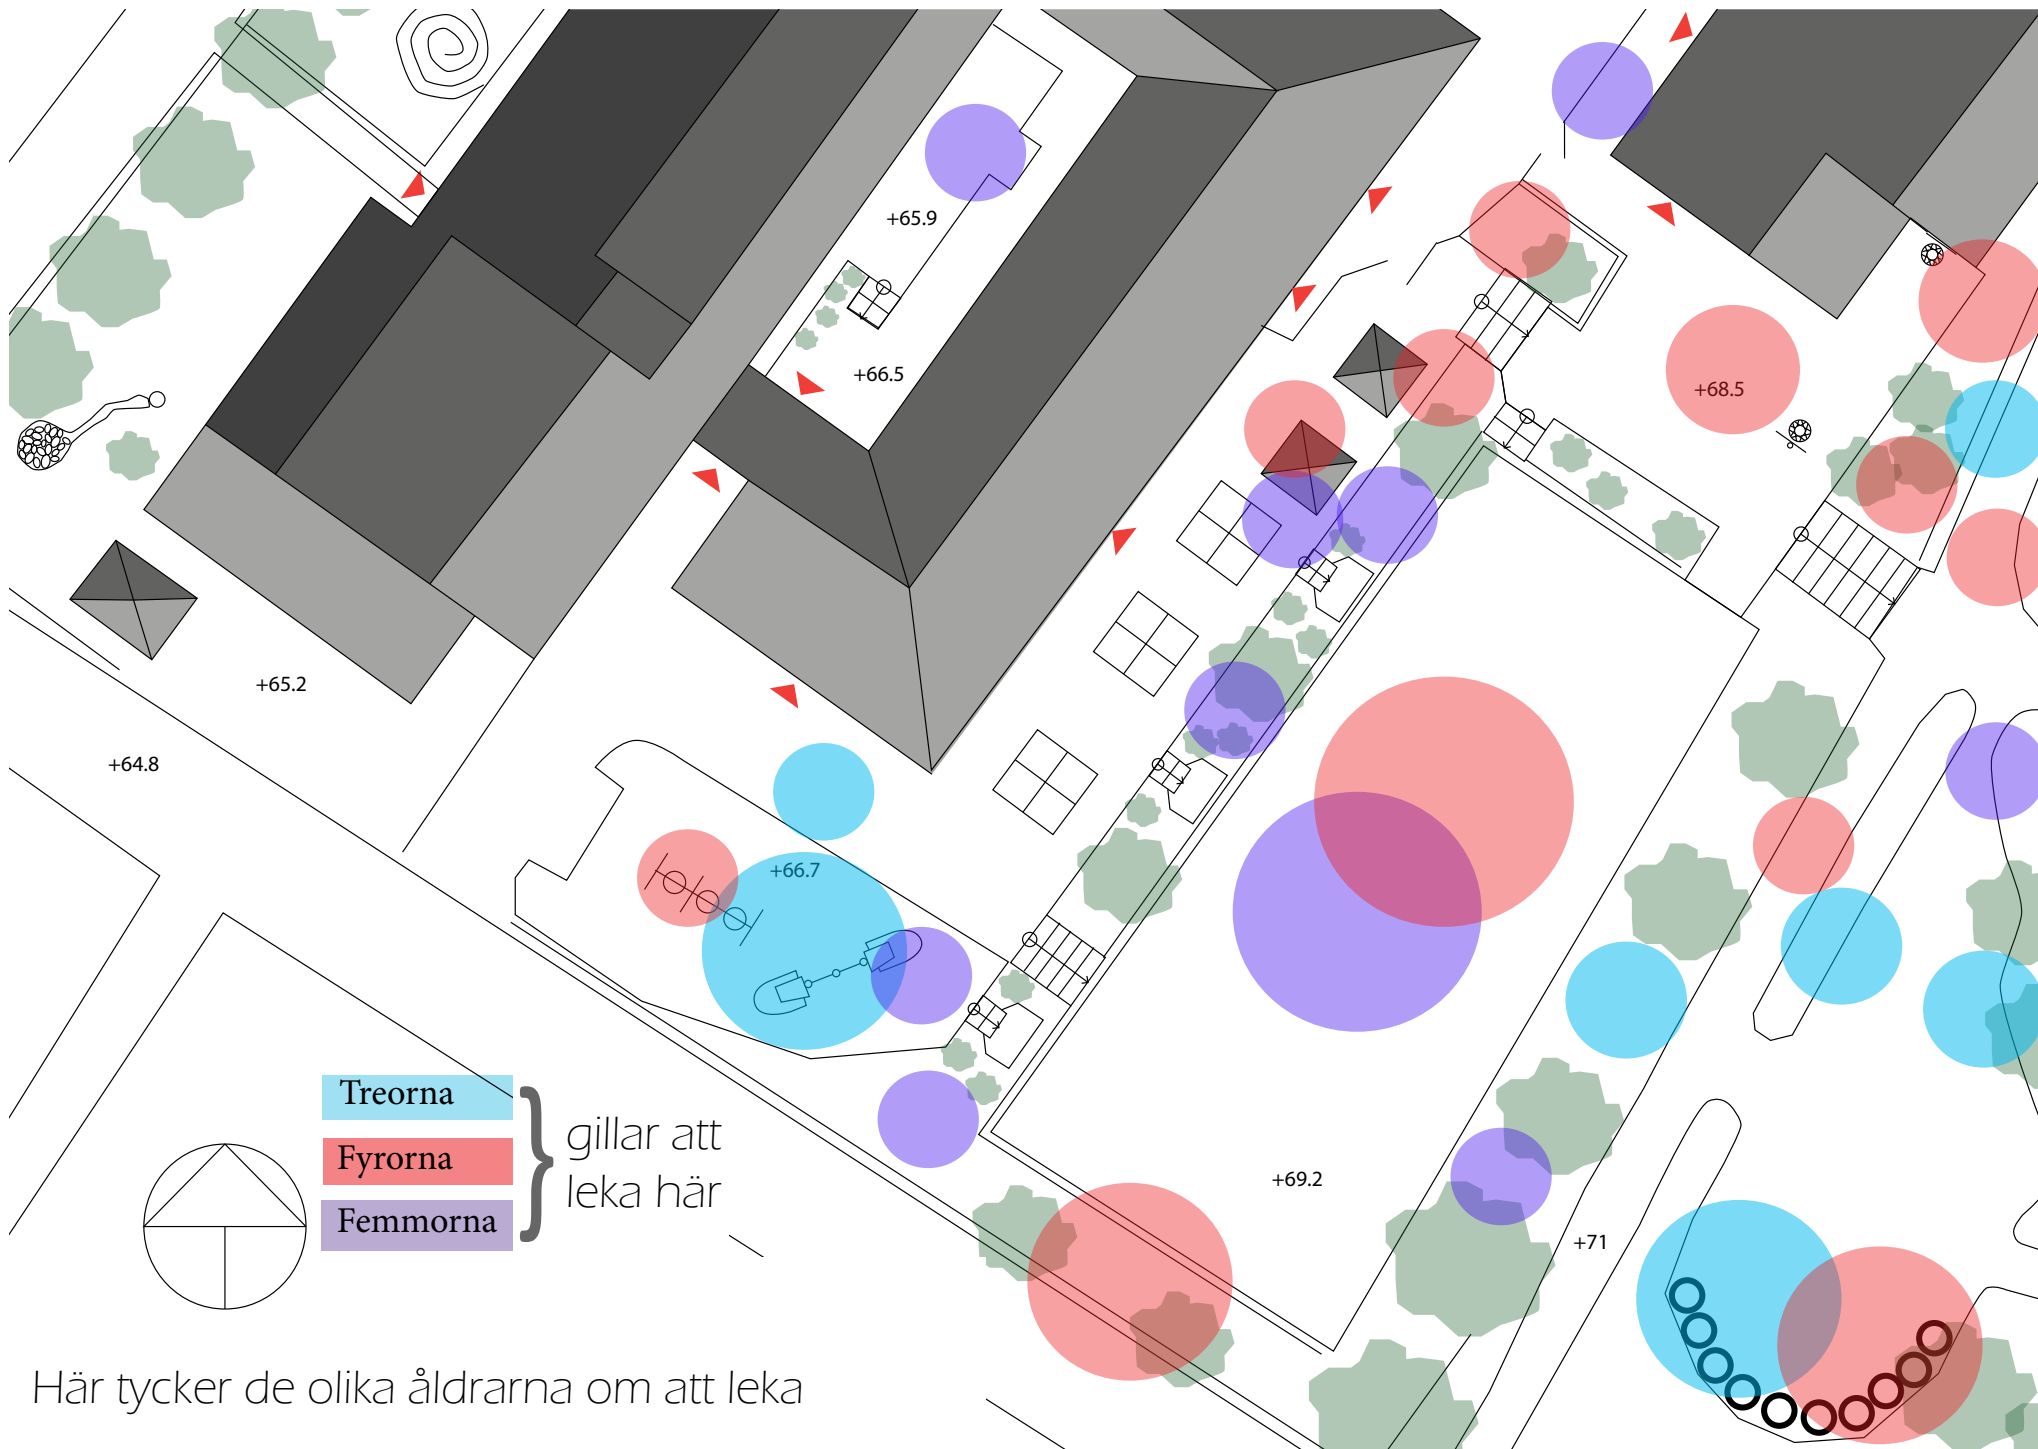 +65.9
+66.5
+68.5
+65.2
+64.8
+66.7
Treorna
Fyrorna
Femmorna
gillar att
leka här
+69.2
+71
Här tycker de olika åldrarna om att leka